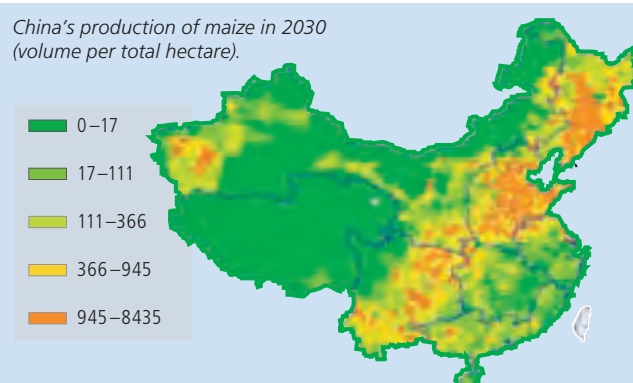 China's production of maize in 2030
(volume per total hectare).
0–17
17–111
111–366
366–945
945–8435